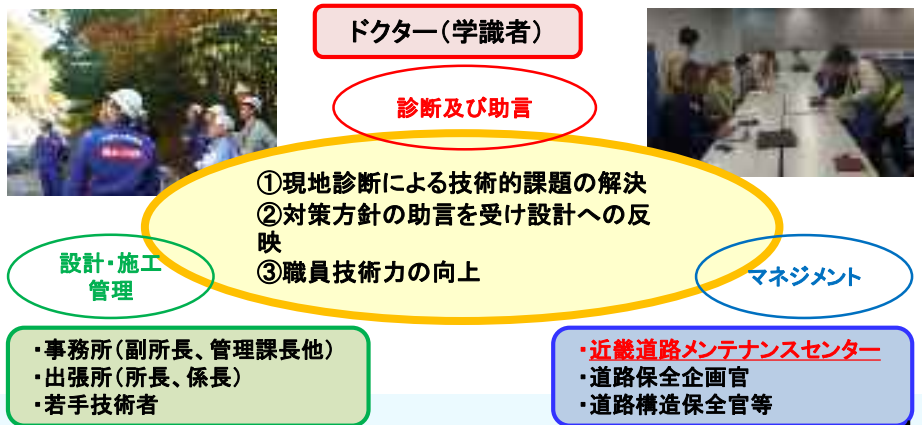 ドクター(学識者)
診断及び助言
①現地診断による技術的課題の解決
②対策方針の助言を受け設計への反
映
③職員技術力の向上
設計・施工
管理
マネジメント
・事務所(副所長、管理課長他)
・出張所(所長、係長)
・若手技術者
・近畿道路メンテナンスセンター
・道路保全企画官
・道路構造保全官等